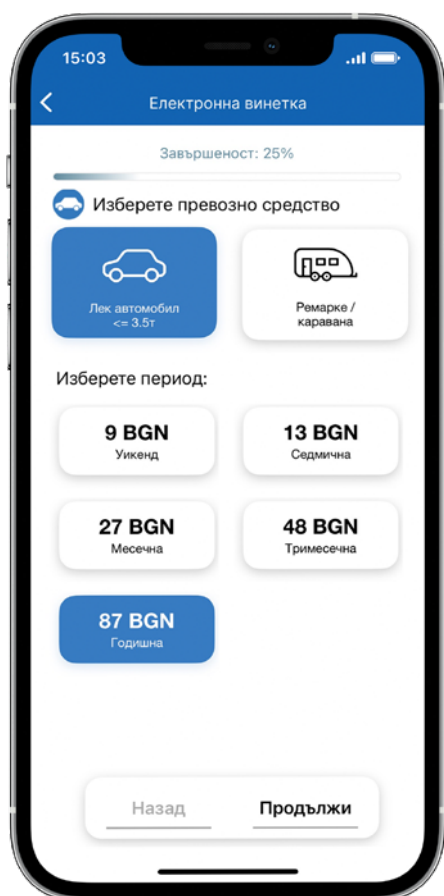 15:03
Електронна винетка
Завършеност: 25%
Изберете превозно средство
Лек автомобил
<= 3.5т
Ремарке /
каравана
Изберете период:
9 BGN
Уикенд
13 BGN
Седмична
27 BGN
Месечна
48 BGN
Тримесечна
87 BGN
Годишна
Назад
Продължи